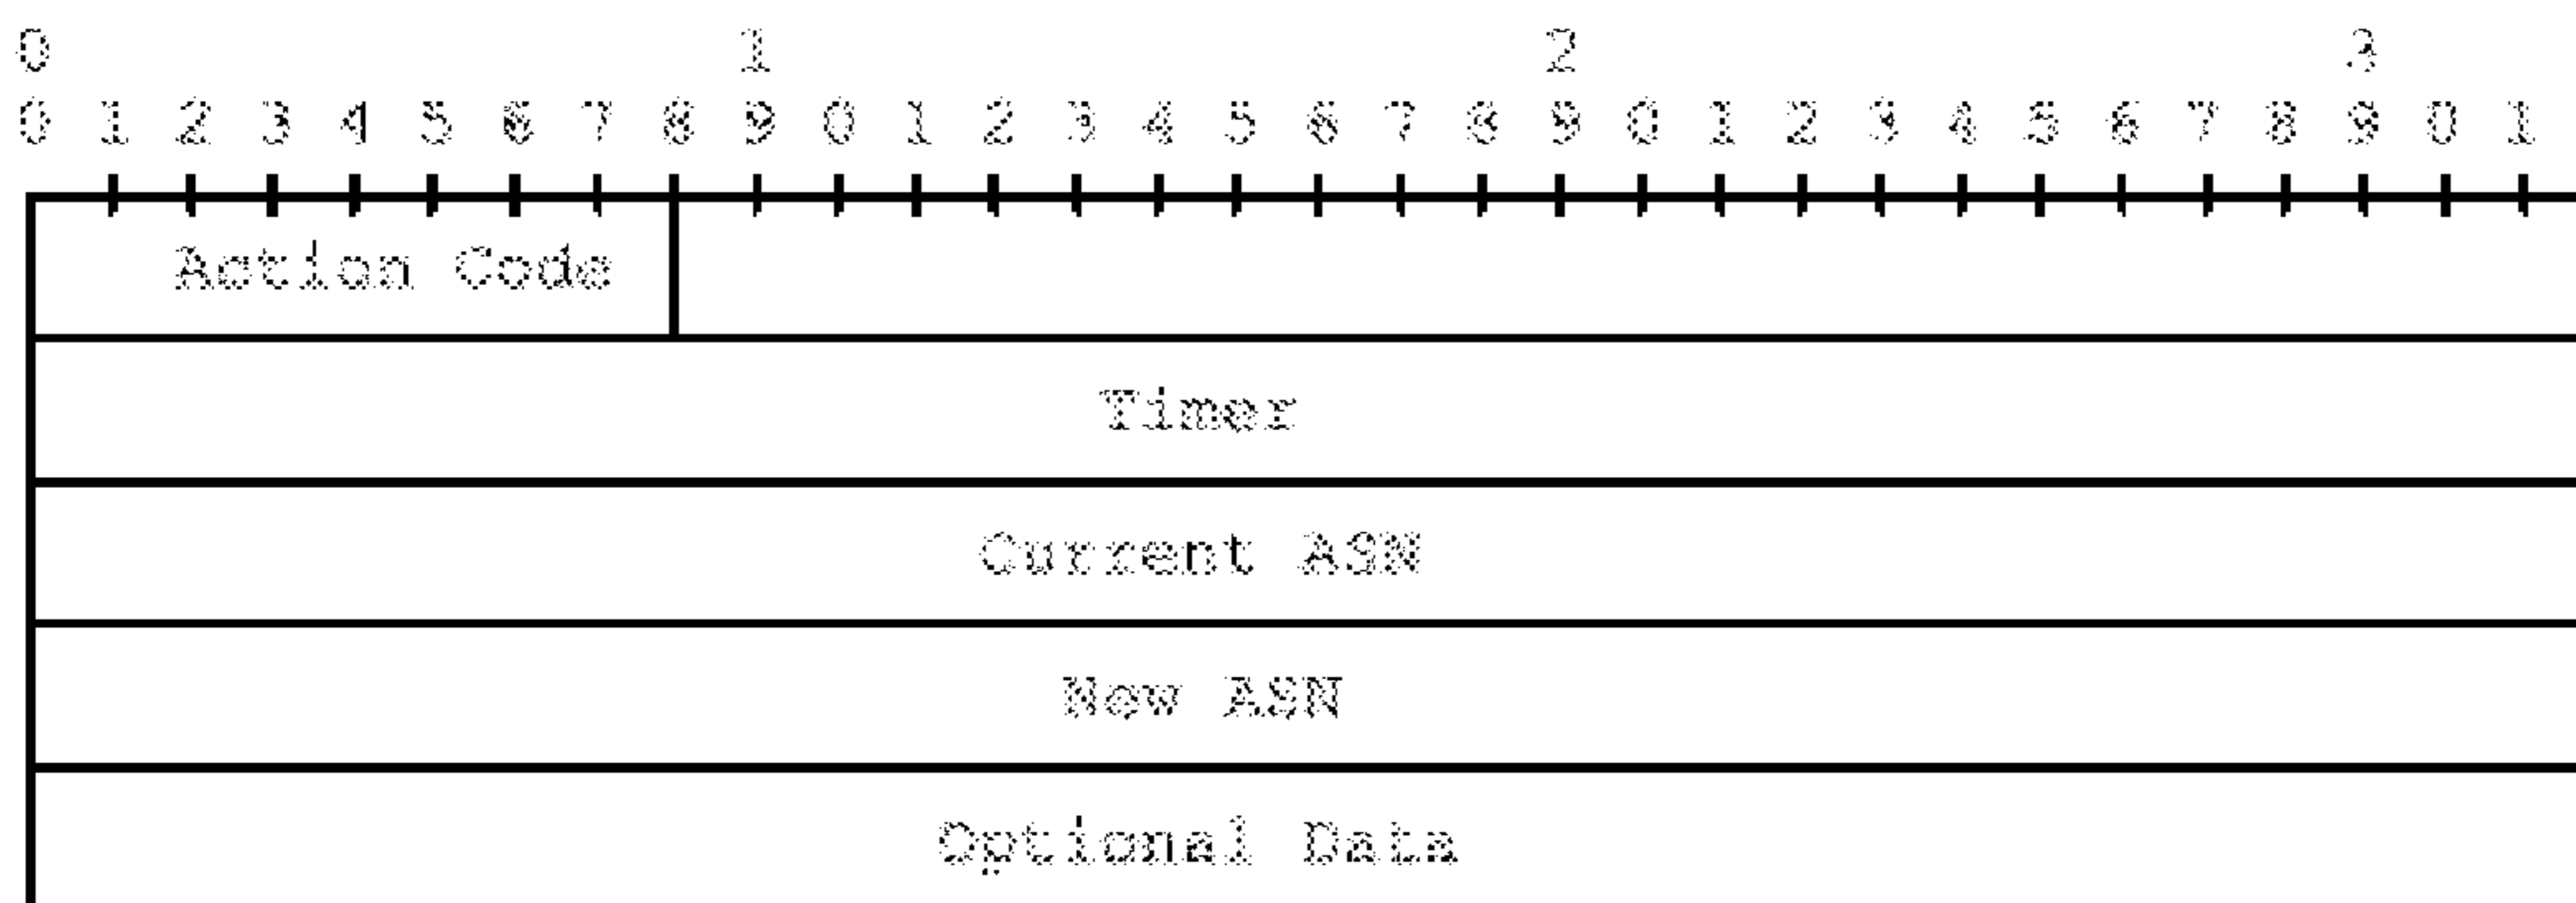 0 1 2 3
0 1 2 3 4 5 6 7 8 9 0 1 2 3 4 5 6 7 8 9 0 1 2 3 4 5 6 7 8 9 0 1
Action Code
Timer
Current ASN
New ASN
Optional Data